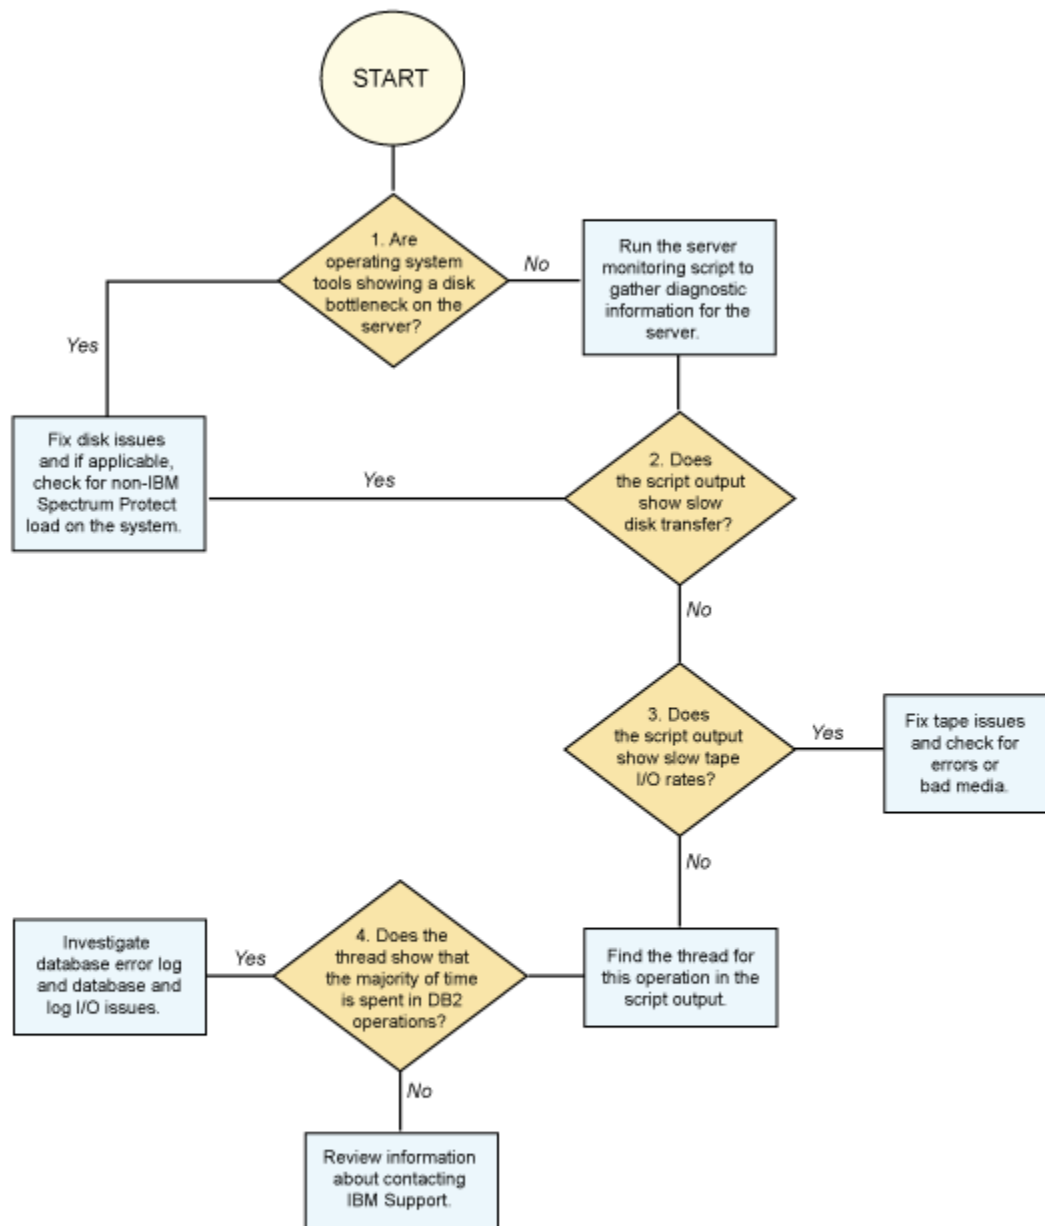 START
1. Are
operating system
tools showing a disk
bottleneck on the
server?
No
Run the server
monitoring script to
gather diagnostic
information for the
server.
Yes
Fix disk issues
and if applicable,
check for non-IBM
Spectrum Protect
load on the system.
Yes
2. Does
the script output
show slow
disk transfer?
No
3. Does
the script output
show slow tape
I/O rates?
Yes
Fix tape issues
and check for
errors or
bad media.
No
Find the thread for
this operation in the
script output.
4. Does the
thread show that
the majority of time
is spent in DB2
operations?
Yes
Investigate
database error log
and database and
log I/O issues.
No
Review information
about contacting
IBM Support.